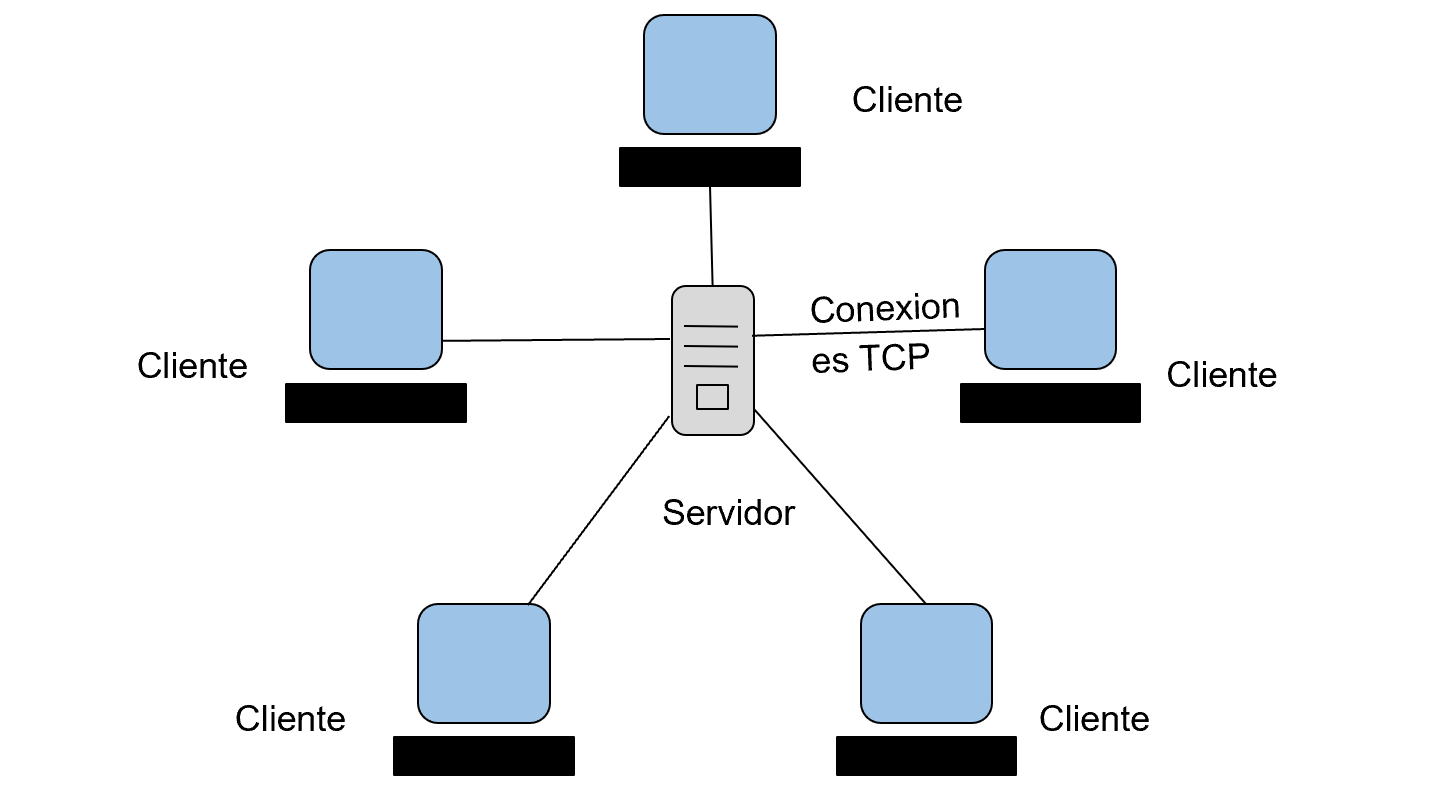 Cliente
Conexion
es TCP
Cliente
Cliente
Servidor
Cliente
Cliente